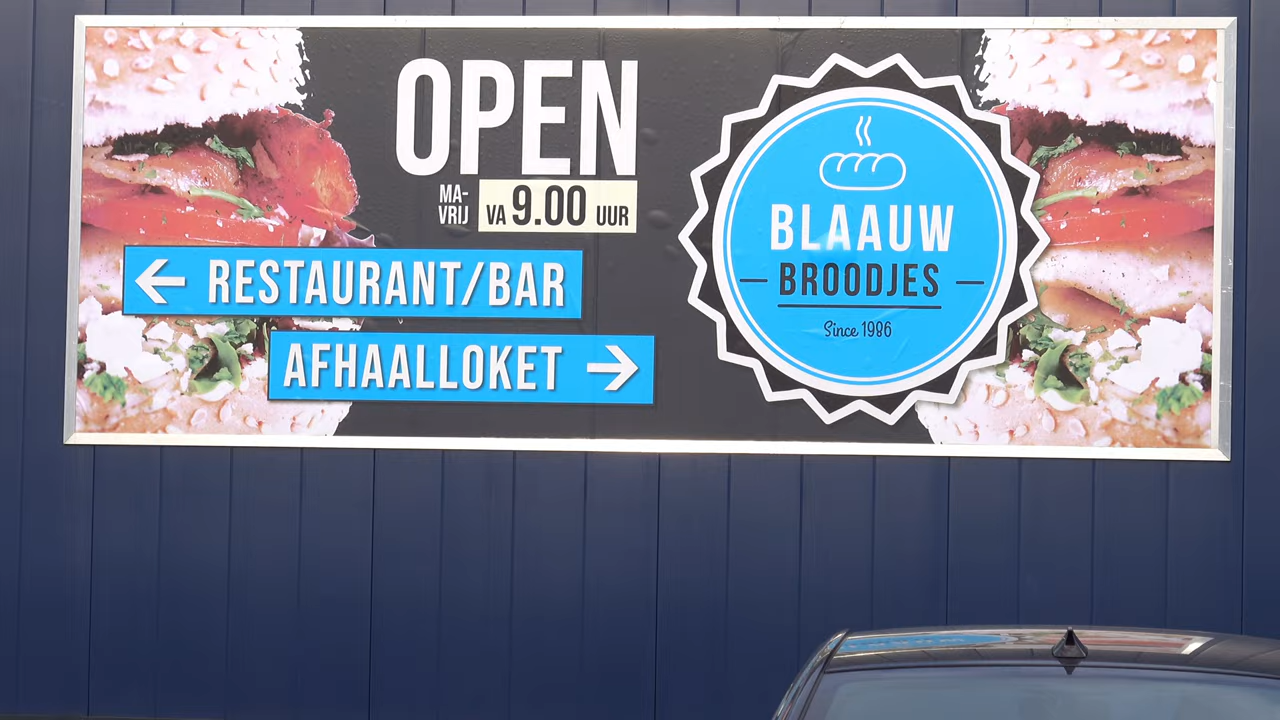 OPEN
MA-
VRIJ
VA 9.00 UUR
← RESTAURANT/BAR
AFHAALLOKET →
BLAAUW
— BROODJES —
Since 1986